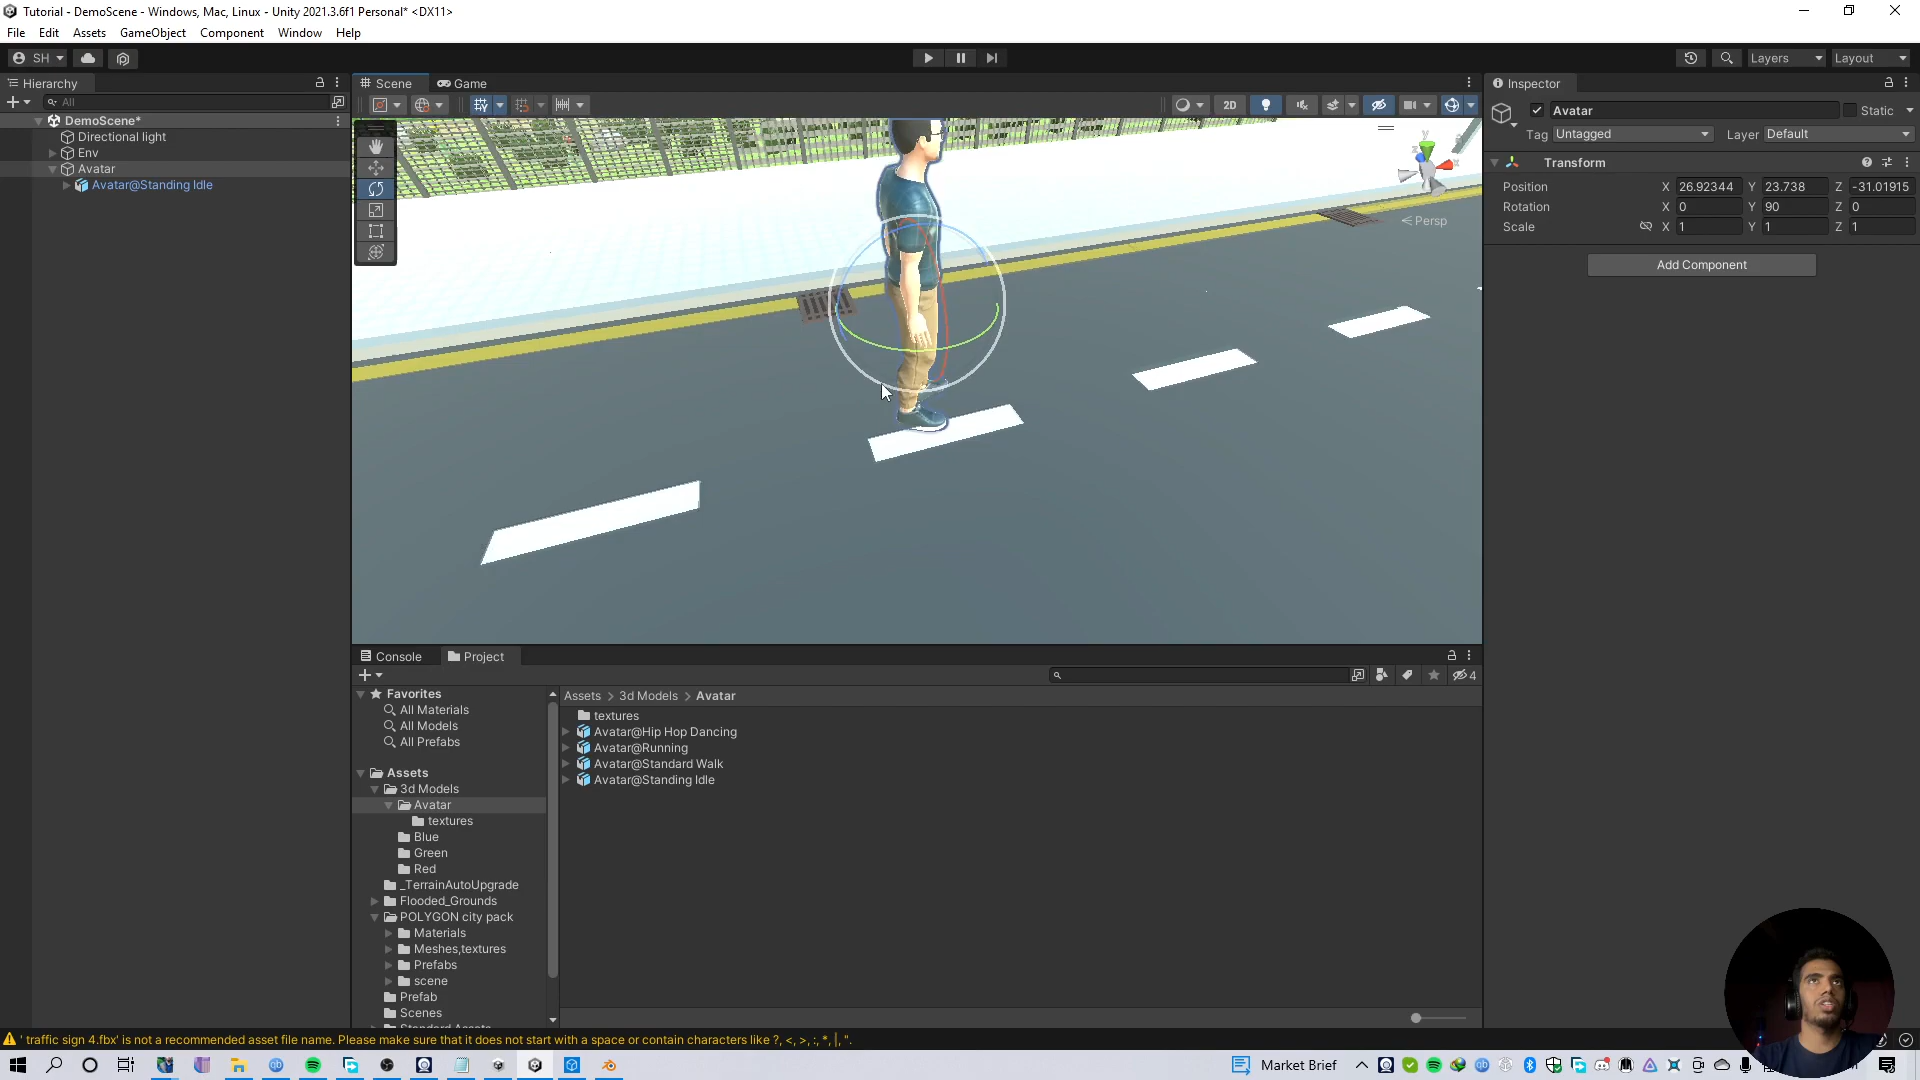 Tutorial - DemoScene - Windows, Mac, Linux - Unity 2021.3.6f1 Personal* <DX11>
File Edit Assets GameObject Component Window Help
SH Layers Layout
Hierarchy
All
DemoScene*
Directional light
Env
Avatar
Avatar@Standing Idle
Scene Game
2D
y
x
z
< Persp
Inspector
Avatar Static
Tag Untagged Layer Default
Transform
Position X 26.92344 Y 23.738 Z -31.01915
Rotation X 0 Y 90 Z 0
Scale X 1 Y 1 Z 1
Add Component
Console Project
4
Favorites
All Materials
All Models
All Prefabs
Assets
3d Models
Avatar
textures
Blue
Green
Red
_TerrainAutoUpgrade
Flooded_Grounds
POLYGON city pack
Materials
Meshes,textures
Prefabs
scene
Prefab
Scenes
Standard Assets
Assets > 3d Models > Avatar
textures
Avatar@Hip Hop Dancing
Avatar@Running
Avatar@Standard Walk
Avatar@Standing Idle
' traffic sign 4.fbx' is not a recommended asset file name. Please make sure that it does not start with a space or contain characters like ?, <, >, :, *, |, ".
Market Brief